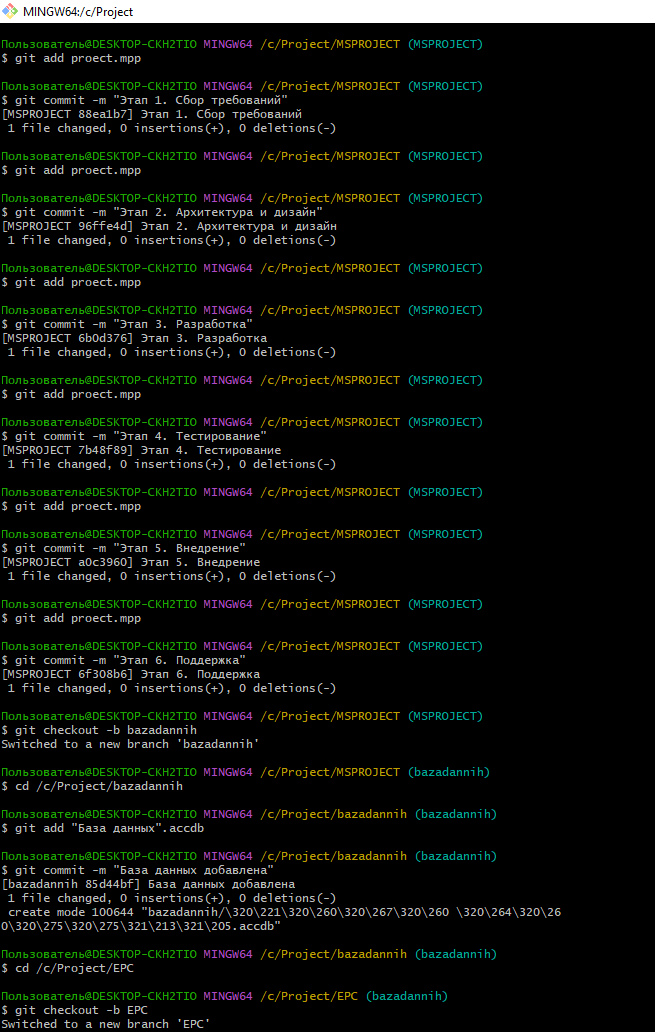 MINGW64:/c/Project
Пользователь@DESKTOP-CKH2TIO MINGW64 /c/Project/MSPROJECT (MSPROJECT)
$ git add proect.mpp
Пользователь@DESKTOP-CKH2TIO MINGW64 /c/Project/MSPROJECT (MSPROJECT)
$ git commit -m "Этап 1. Сбор требований"
[MSPROJECT 88ea1b7] Этап 1. Сбор требований
1 file changed, 0 insertions(+), 0 deletions(-)
Пользователь@DESKTOP-CKH2TIO MINGW64 /c/Project/MSPROJECT (MSPROJECT)
$ git add proect.mpp
Пользователь@DESKTOP-CKH2TIO MINGW64 /c/Project/MSPROJECT (MSPROJECT)
$ git commit -m "Этап 2. Архитектура и дизайн"
[MSPROJECT 96ffe4d] Этап 2. Архитектура и дизайн
1 file changed, 0 insertions(+), 0 deletions(-)
Пользователь@DESKTOP-CKH2TIO MINGW64 /c/Project/MSPROJECT (MSPROJECT)
$ git add proect.mpp
Пользователь@DESKTOP-CKH2TIO MINGW64 /c/Project/MSPROJECT (MSPROJECT)
$ git commit -m "Этап 3. Разработка"
[MSPROJECT 6b0d376] Этап 3. Разработка
1 file changed, 0 insertions(+), 0 deletions(-)
Пользователь@DESKTOP-CKH2TIO MINGW64 /c/Project/MSPROJECT (MSPROJECT)
$ git add proect.mpp
Пользователь@DESKTOP-CKH2TIO MINGW64 /c/Project/MSPROJECT (MSPROJECT)
$ git commit -m "Этап 4. Тестирование"
[MSPROJECT 7b48f89] Этап 4. Тестирование
1 file changed, 0 insertions(+), 0 deletions(-)
Пользователь@DESKTOP-CKH2TIO MINGW64 /c/Project/MSPROJECT (MSPROJECT)
$ git add proect.mpp
Пользователь@DESKTOP-CKH2TIO MINGW64 /c/Project/MSPROJECT (MSPROJECT)
$ git commit -m "Этап 5. Внедрение"
[MSPROJECT a0c3960] Этап 5. Внедрение
1 file changed, 0 insertions(+), 0 deletions(-)
Пользователь@DESKTOP-CKH2TIO MINGW64 /c/Project/MSPROJECT (MSPROJECT)
$ git add proect.mpp
Пользователь@DESKTOP-CKH2TIO MINGW64 /c/Project/MSPROJECT (MSPROJECT)
$ git commit -m "Этап 6. Поддержка"
[MSPROJECT 6f308b6] Этап 6. Поддержка
1 file changed, 0 insertions(+), 0 deletions(-)
Пользователь@DESKTOP-CKH2TIO MINGW64 /c/Project/MSPROJECT (MSPROJECT)
$ git checkout -b bazadannih
Switched to a new branch 'bazadannih'
Пользователь@DESKTOP-CKH2TIO MINGW64 /c/Project/MSPROJECT (bazadannih)
$ cd /c/Project/bazadannih
Пользователь@DESKTOP-CKH2TIO MINGW64 /c/Project/bazadannih (bazadannih)
$ git add "База данных".accdb
Пользователь@DESKTOP-CKH2TIO MINGW64 /c/Project/bazadannih (bazadannih)
$ git commit -m "База данных добавлена"
[bazadannih 85d44bf] База данных добавлена
1 file changed, 0 insertions(+), 0 deletions(-)
create mode 100644 "bazadannih/\320\221\320\260\320\267\320\260 \320\264\320\26
0\320\275\320\275\321\213\321\205.accdb"
Пользователь@DESKTOP-CKH2TIO MINGW64 /c/Project/bazadannih (bazadannih)
$ cd /c/Project/EPC
Пользователь@DESKTOP-CKH2TIO MINGW64 /c/Project/EPC (bazadannih)
$ git checkout -b EPC
Switched to a new branch 'EPC'